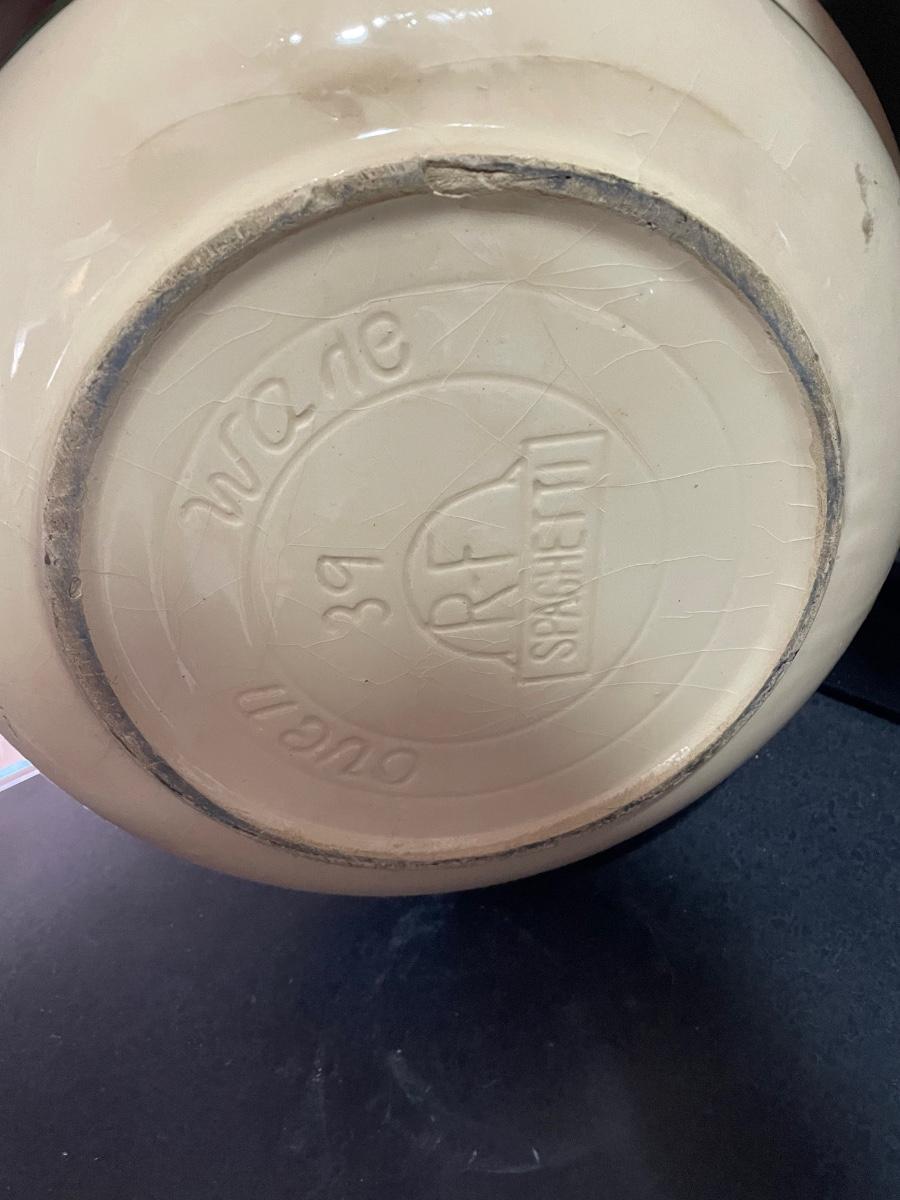 oven ware
39
R-F
SPAGHETTI